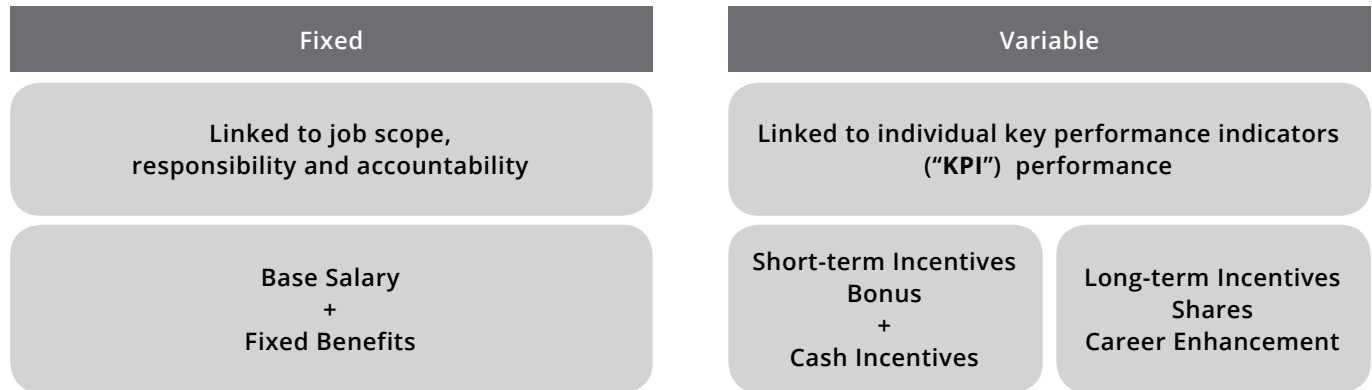 Fixed
Linked to job scope,
responsibility and accountability
Base Salary
+
Fixed Benefits
Variable
Linked to individual key performance indicators
(“KPI”) performance
Short-term Incentives
Bonus
+
Cash Incentives
Long-term Incentives
Shares
Career Enhancement